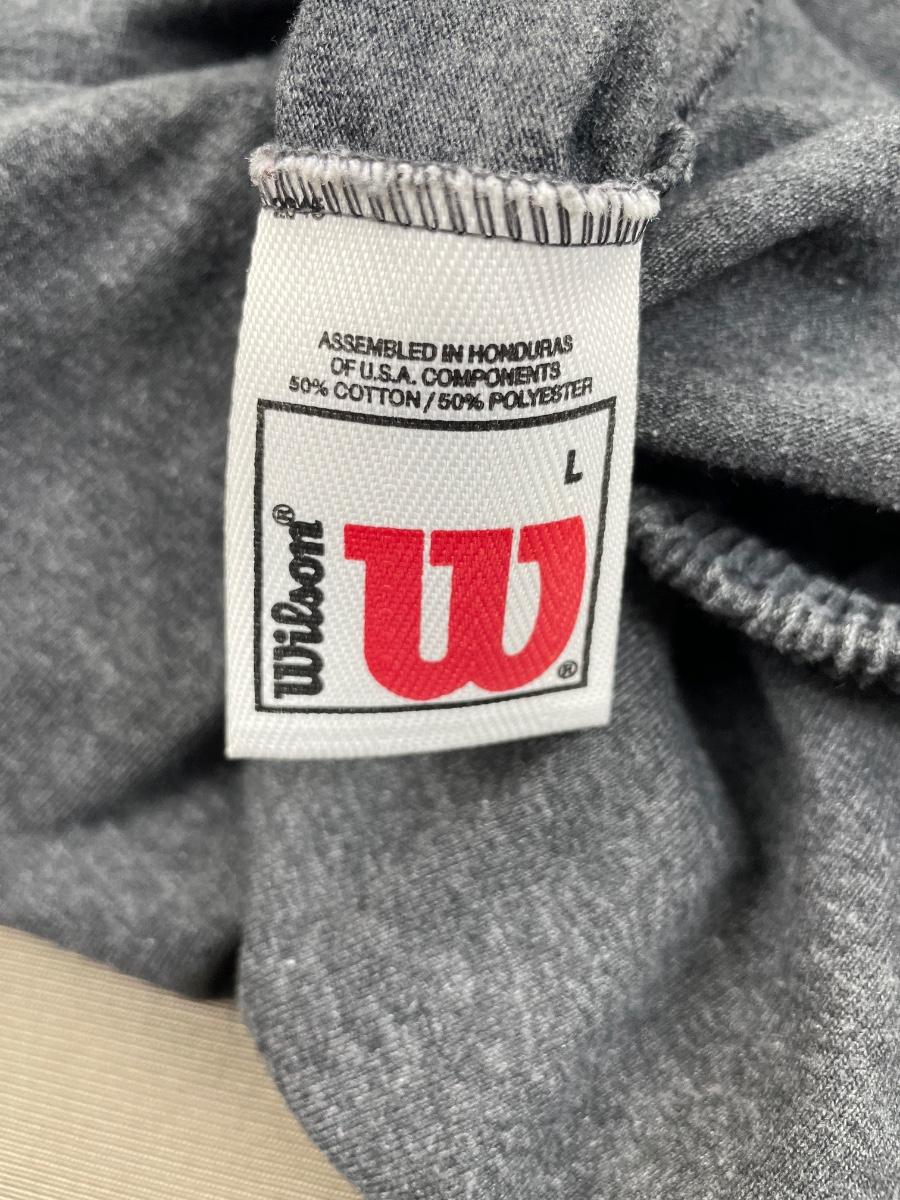 ASSEMBLED IN HONDURAS
OF U.S.A. COMPONENTS
50% COTTON / 50% POLYESTER
L
Wilson®
W®